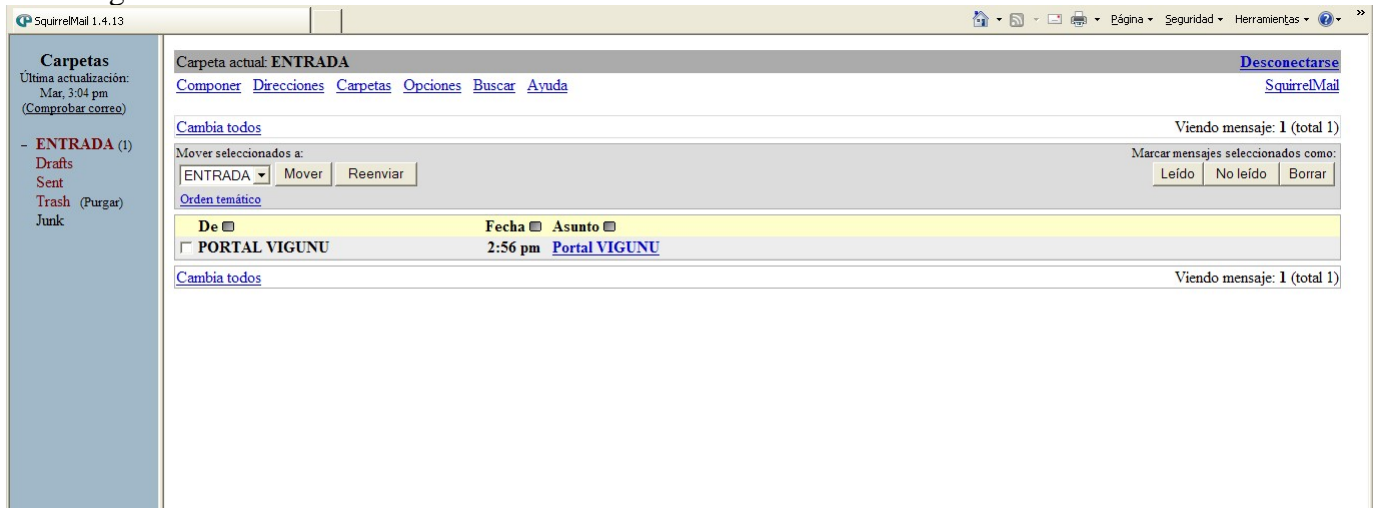 SquirrelMail 1.4.13
Página Seguridad Herramientas »
Carpetas
Última actualización:
Mar, 3:04 pm
(Comprobar correo)
– ENTRADA (1)
Drafts
Sent
Trash (Purgar)
Junk
Carpeta actual: ENTRADA Desconectarse
Componer Direcciones Carpetas Opciones Buscar Ayuda SquirrelMail
Cambia todos Viendo mensaje: 1 (total 1)
Mover seleccionados a: Marcar mensajes seleccionados como:
ENTRADA Mover Reenviar Leído No leído Borrar
Orden temático
De Fecha Asunto
PORTAL VIGUNU 2:56 pm Portal VIGUNU
Cambia todos Viendo mensaje: 1 (total 1)